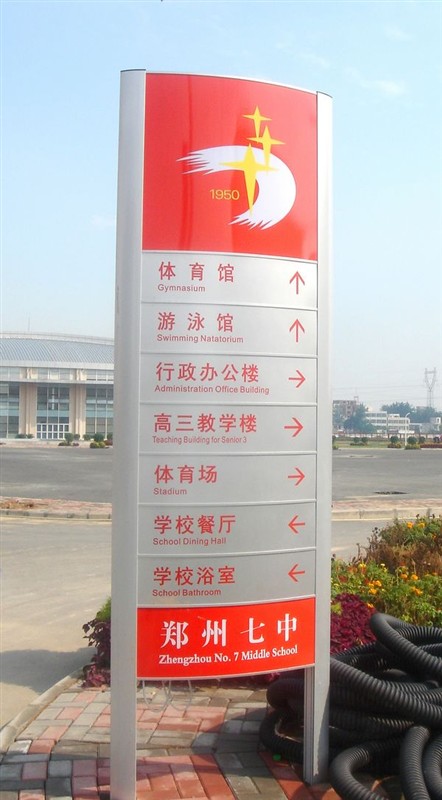 1950
体育馆
Gymnasium
游泳馆
Swimming Natatorium
行政办公楼
Administration Office Building
高三教学楼
Teaching Building for Sanior 3
体育场
Stadium
学校餐厅
School Dining Hall
学校浴室
School Bathroom
郑州七中
Zhengzhou No. 7 Middle School